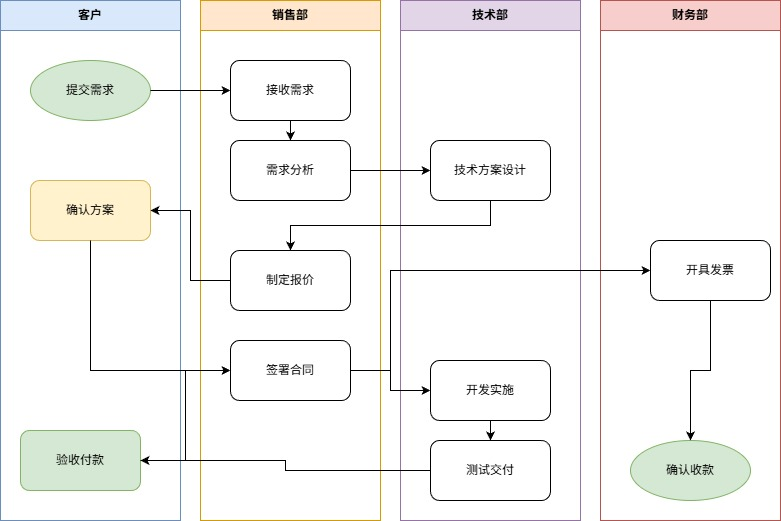 客户
销售部
技术部
财务部
提交需求
接收需求
需求分析
技术方案设计
确认方案
制定报价
开具发票
签署合同
开发实施
验收付款
测试交付
确认收款